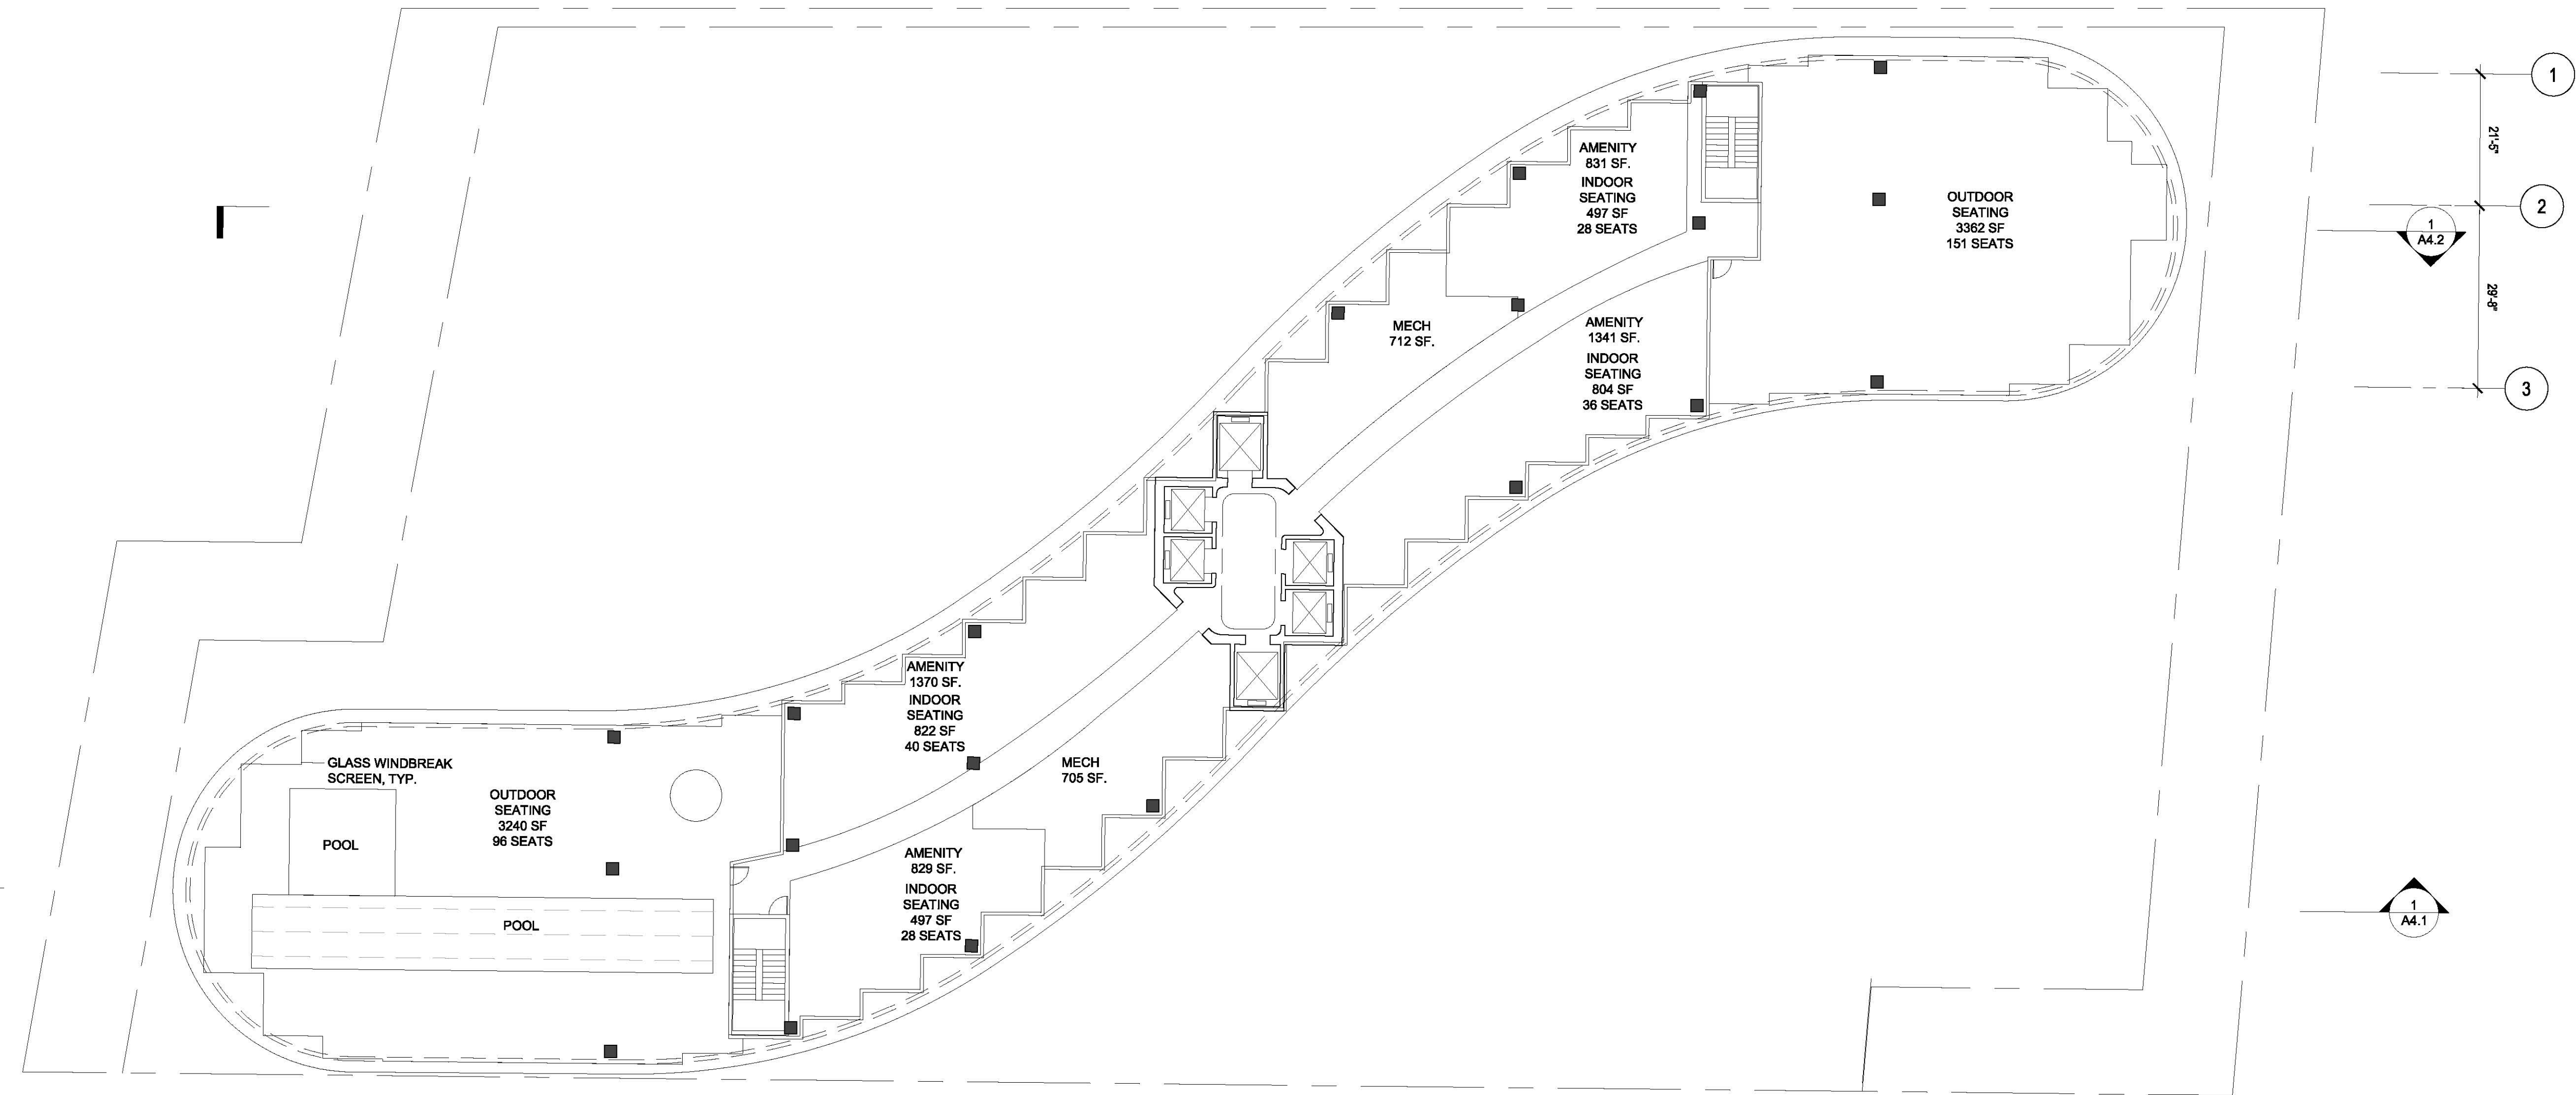 1
21'-5"
2
1
A4.2
29'-8"
3
AMENITY
831 SF.
INDOOR
SEATING
497 SF
28 SEATS
OUTDOOR
SEATING
3362 SF
151 SEATS
MECH
712 SF.
AMENITY
1341 SF.
INDOOR
SEATING
804 SF
36 SEATS
AMENITY
1370 SF.
INDOOR
SEATING
822 SF
40 SEATS
MECH
705 SF.
GLASS WINDBREAK
SCREEN, TYP.
OUTDOOR
SEATING
3240 SF
96 SEATS
POOL
POOL
AMENITY
829 SF.
INDOOR
SEATING
497 SF
28 SEATS
1
A4.1